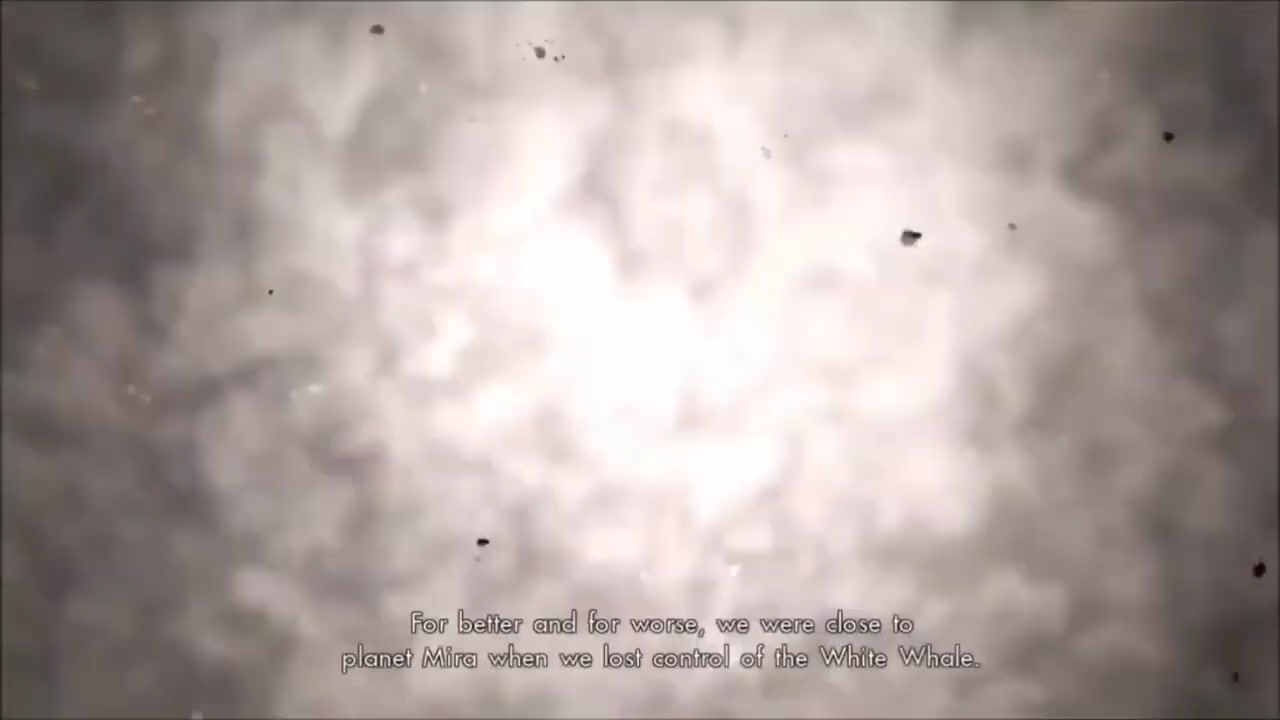 For better and for worse, we were close to
planet Mira when we lost control of the White Whale.